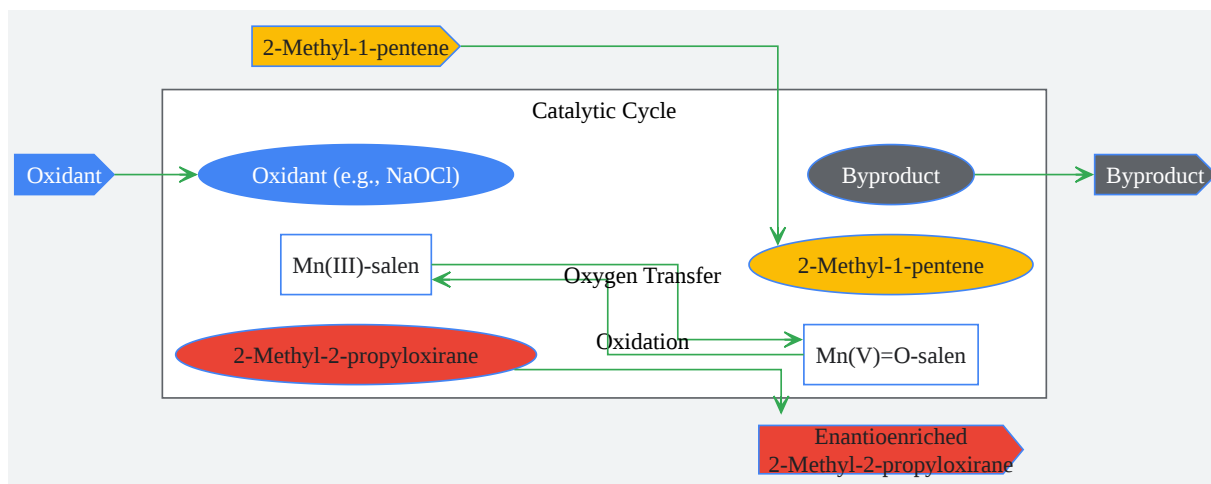 2-Methyl-1-pentene
Catalytic Cycle
Oxidant
Oxidant (e.g., NaOCl)
Byproduct
Byproduct
Mn(III)-salen
Oxygen Transfer
2-Methyl-1-pentene
2-Methyl-2-propyloxirane
Oxidation
Mn(V)=O-salen
Enantioenriched
2-Methyl-2-propyloxirane